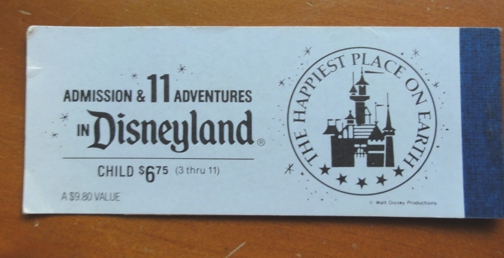 ADMISSION & 11 ADVENTURES
IN Disneyland®
CHILD $6.75 (3 thru 11)
A $9.80 VALUE
THE HAPPIEST PLACE ON EARTH
© Walt Disney Productions